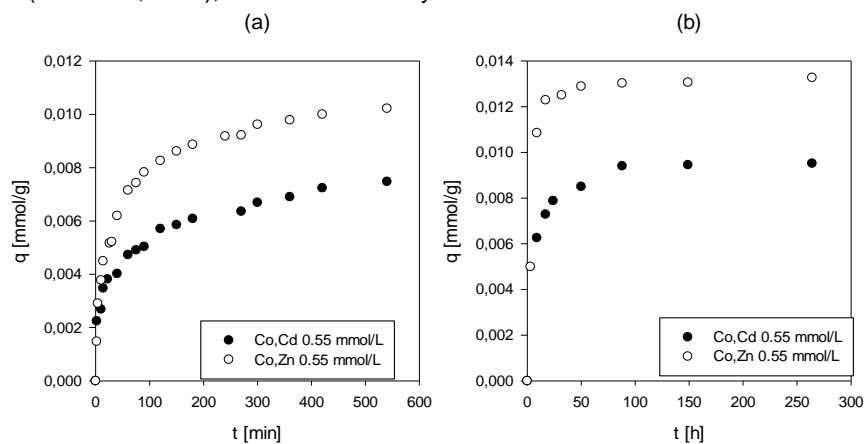 (a)
(b)
0,012
0,010
0,008
0,006
0,004
0,002
0,000
q [mmol/g]
Co,Cd 0.55 mmol/L
Co,Zn 0.55 mmol/L
0 100 200 300 400 500 600
t [min]
0,014
0,012
0,010
0,008
0,006
0,004
0,002
0,000
q [mmol/g]
Co,Cd 0.55 mmol/L
Co,Zn 0.55 mmol/L
0 50 100 150 200 250 300
t [h]